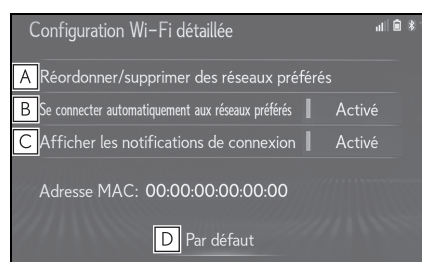 Configuration Wi-Fi détaillée
A Réordonner/supprimer des réseaux préférés
B Se connecter automatiquement aux réseaux préférés Activé
C Afficher les notifications de connexion Activé
Adresse MAC: 00:00:00:00:00:00
D Par défaut